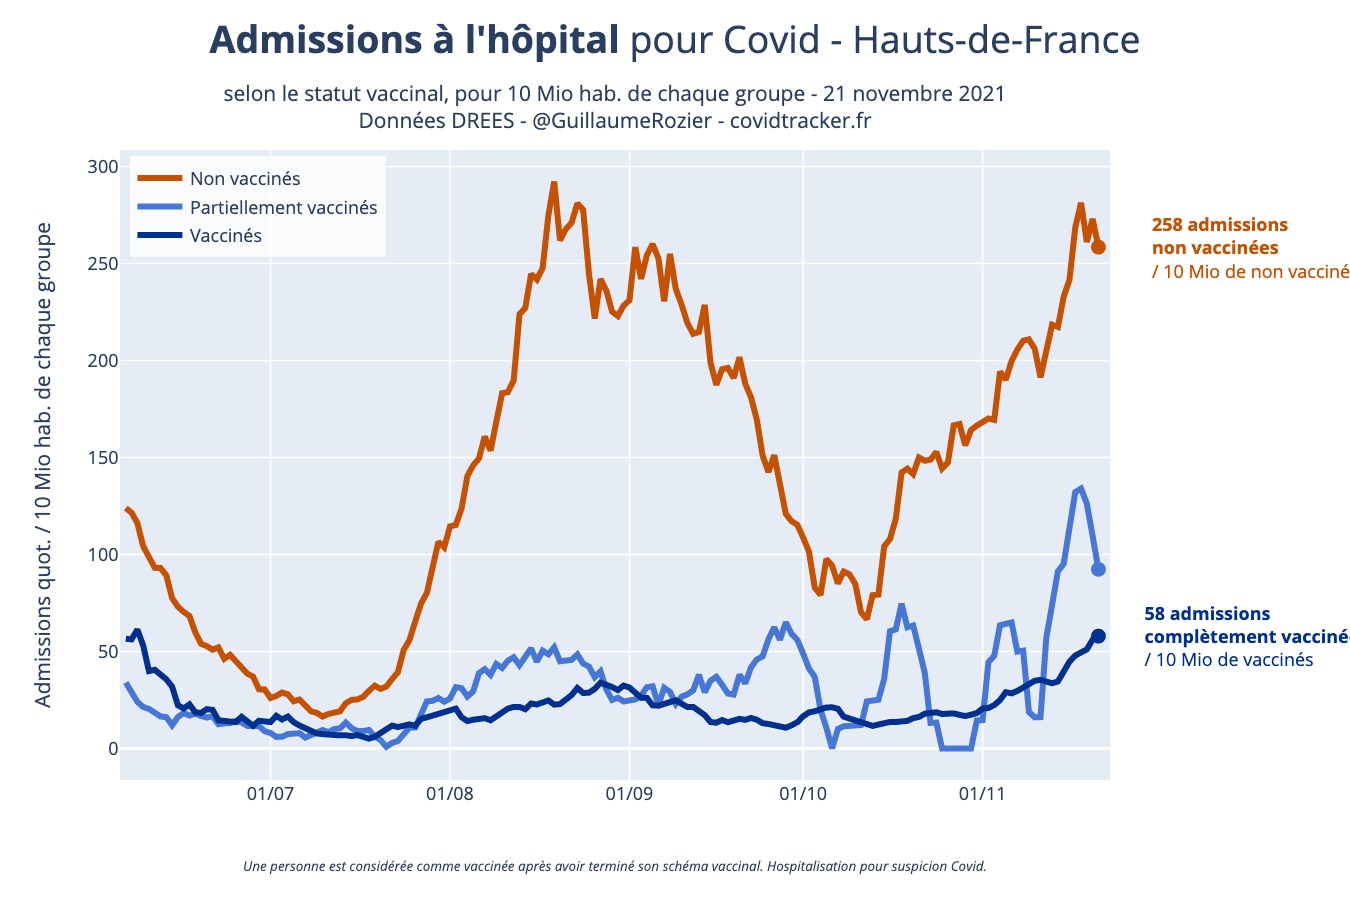 Admissions à l'hôpital pour Covid - Hauts-de-France
selon le statut vaccinal, pour 10 Mio hab. de chaque groupe - 21 novembre 2021
Données DREES - @GuillaumeRozier - covidtracker.fr
Admissions quot. / 10 Mio hab. de chaque groupe
300
250
200
150
100
50
0
Non vaccinés
Partiellement vaccinés
Vaccinés
258 admissions
non vaccinées
/ 10 Mio de non vacciné
58 admissions
complètement vacciné
/ 10 Mio de vaccinés
01/07
01/08
01/09
01/10
01/11
Une personne est considérée comme vaccinée après avoir terminé son schéma vaccinal. Hospitalisation pour suspicion Covid.